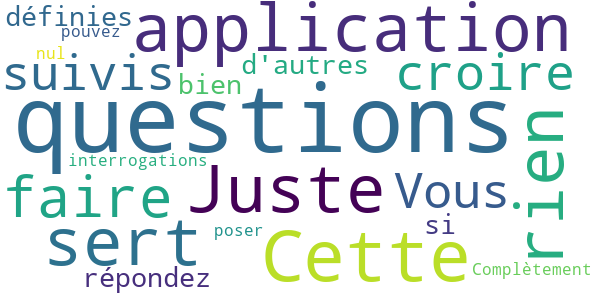 définies
pouvez
application
nul
suivis
bien
d'autres
croire
questions
rien
interrogations
faire
Juste
Vous
sert
poser
si
Cette
Complètement
répondez